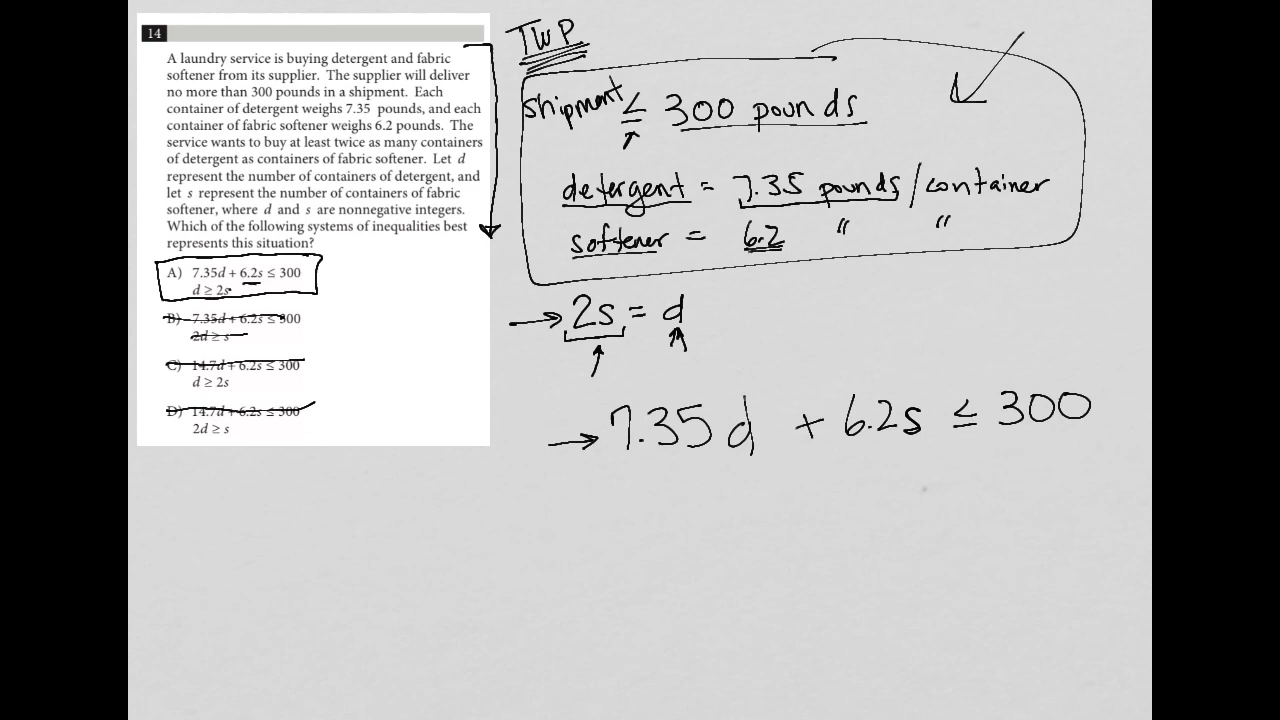 14
A laundry service is buying detergent and fabric
softener from its supplier. The supplier will deliver
no more than 300 pounds in a shipment. Each
container of detergent weighs 7.35 pounds, and each
container of fabric softener weighs 6.2 pounds. The
service wants to buy at least twice as many containers
of detergent as containers of fabric softener. Let d
represent the number of containers of detergent, and
let s represent the number of containers of fabric
softener, where d and s are nonnegative integers.
Which of the following systems of inequalities best
represents this situation?
A) 7.35d + 6.2s ≤ 300
d ≥ 2s
B) 7.35d + 6.2s ≤ 300
2d ≥ s
C) 14.7d + 6.2s ≤ 300
d ≥ 2s
D) 14.7d + 6.2s ≤ 300
2d ≥ s
TWP
shipment ≤ 300 pounds
detergent = 7.35 pounds/container
softener = 6.2 " "
→ 2s = d
→ 7.35d + 6.2s ≤ 300